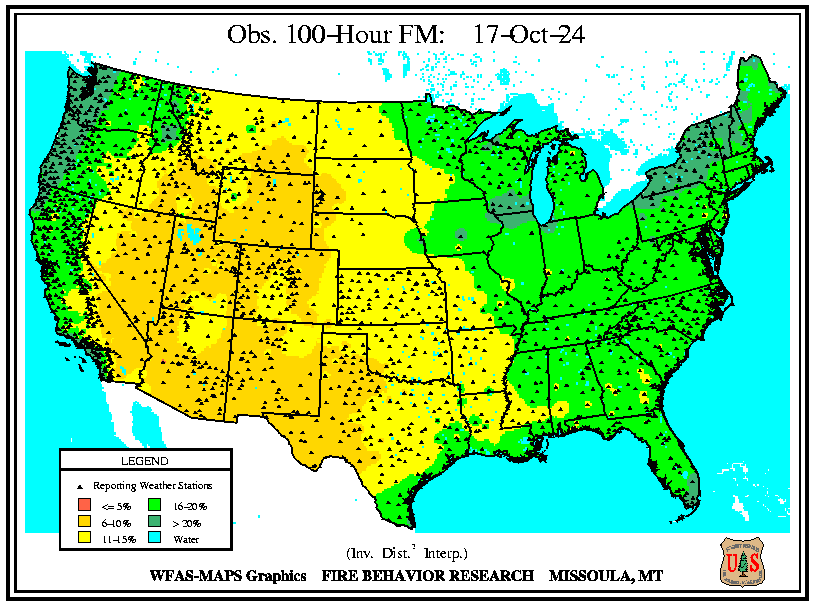 Obs. 100-Hour FM: 17-Oct-24
LEGEND
Reporting Weather Stations
<= 5%
16-20%
6-10%
> 20%
11-15%
Water
(Inv. Dist.² Interp.)
WFAS-MAPS Graphics FIRE BEHAVIOR RESEARCH MISSOULA, MT
U S